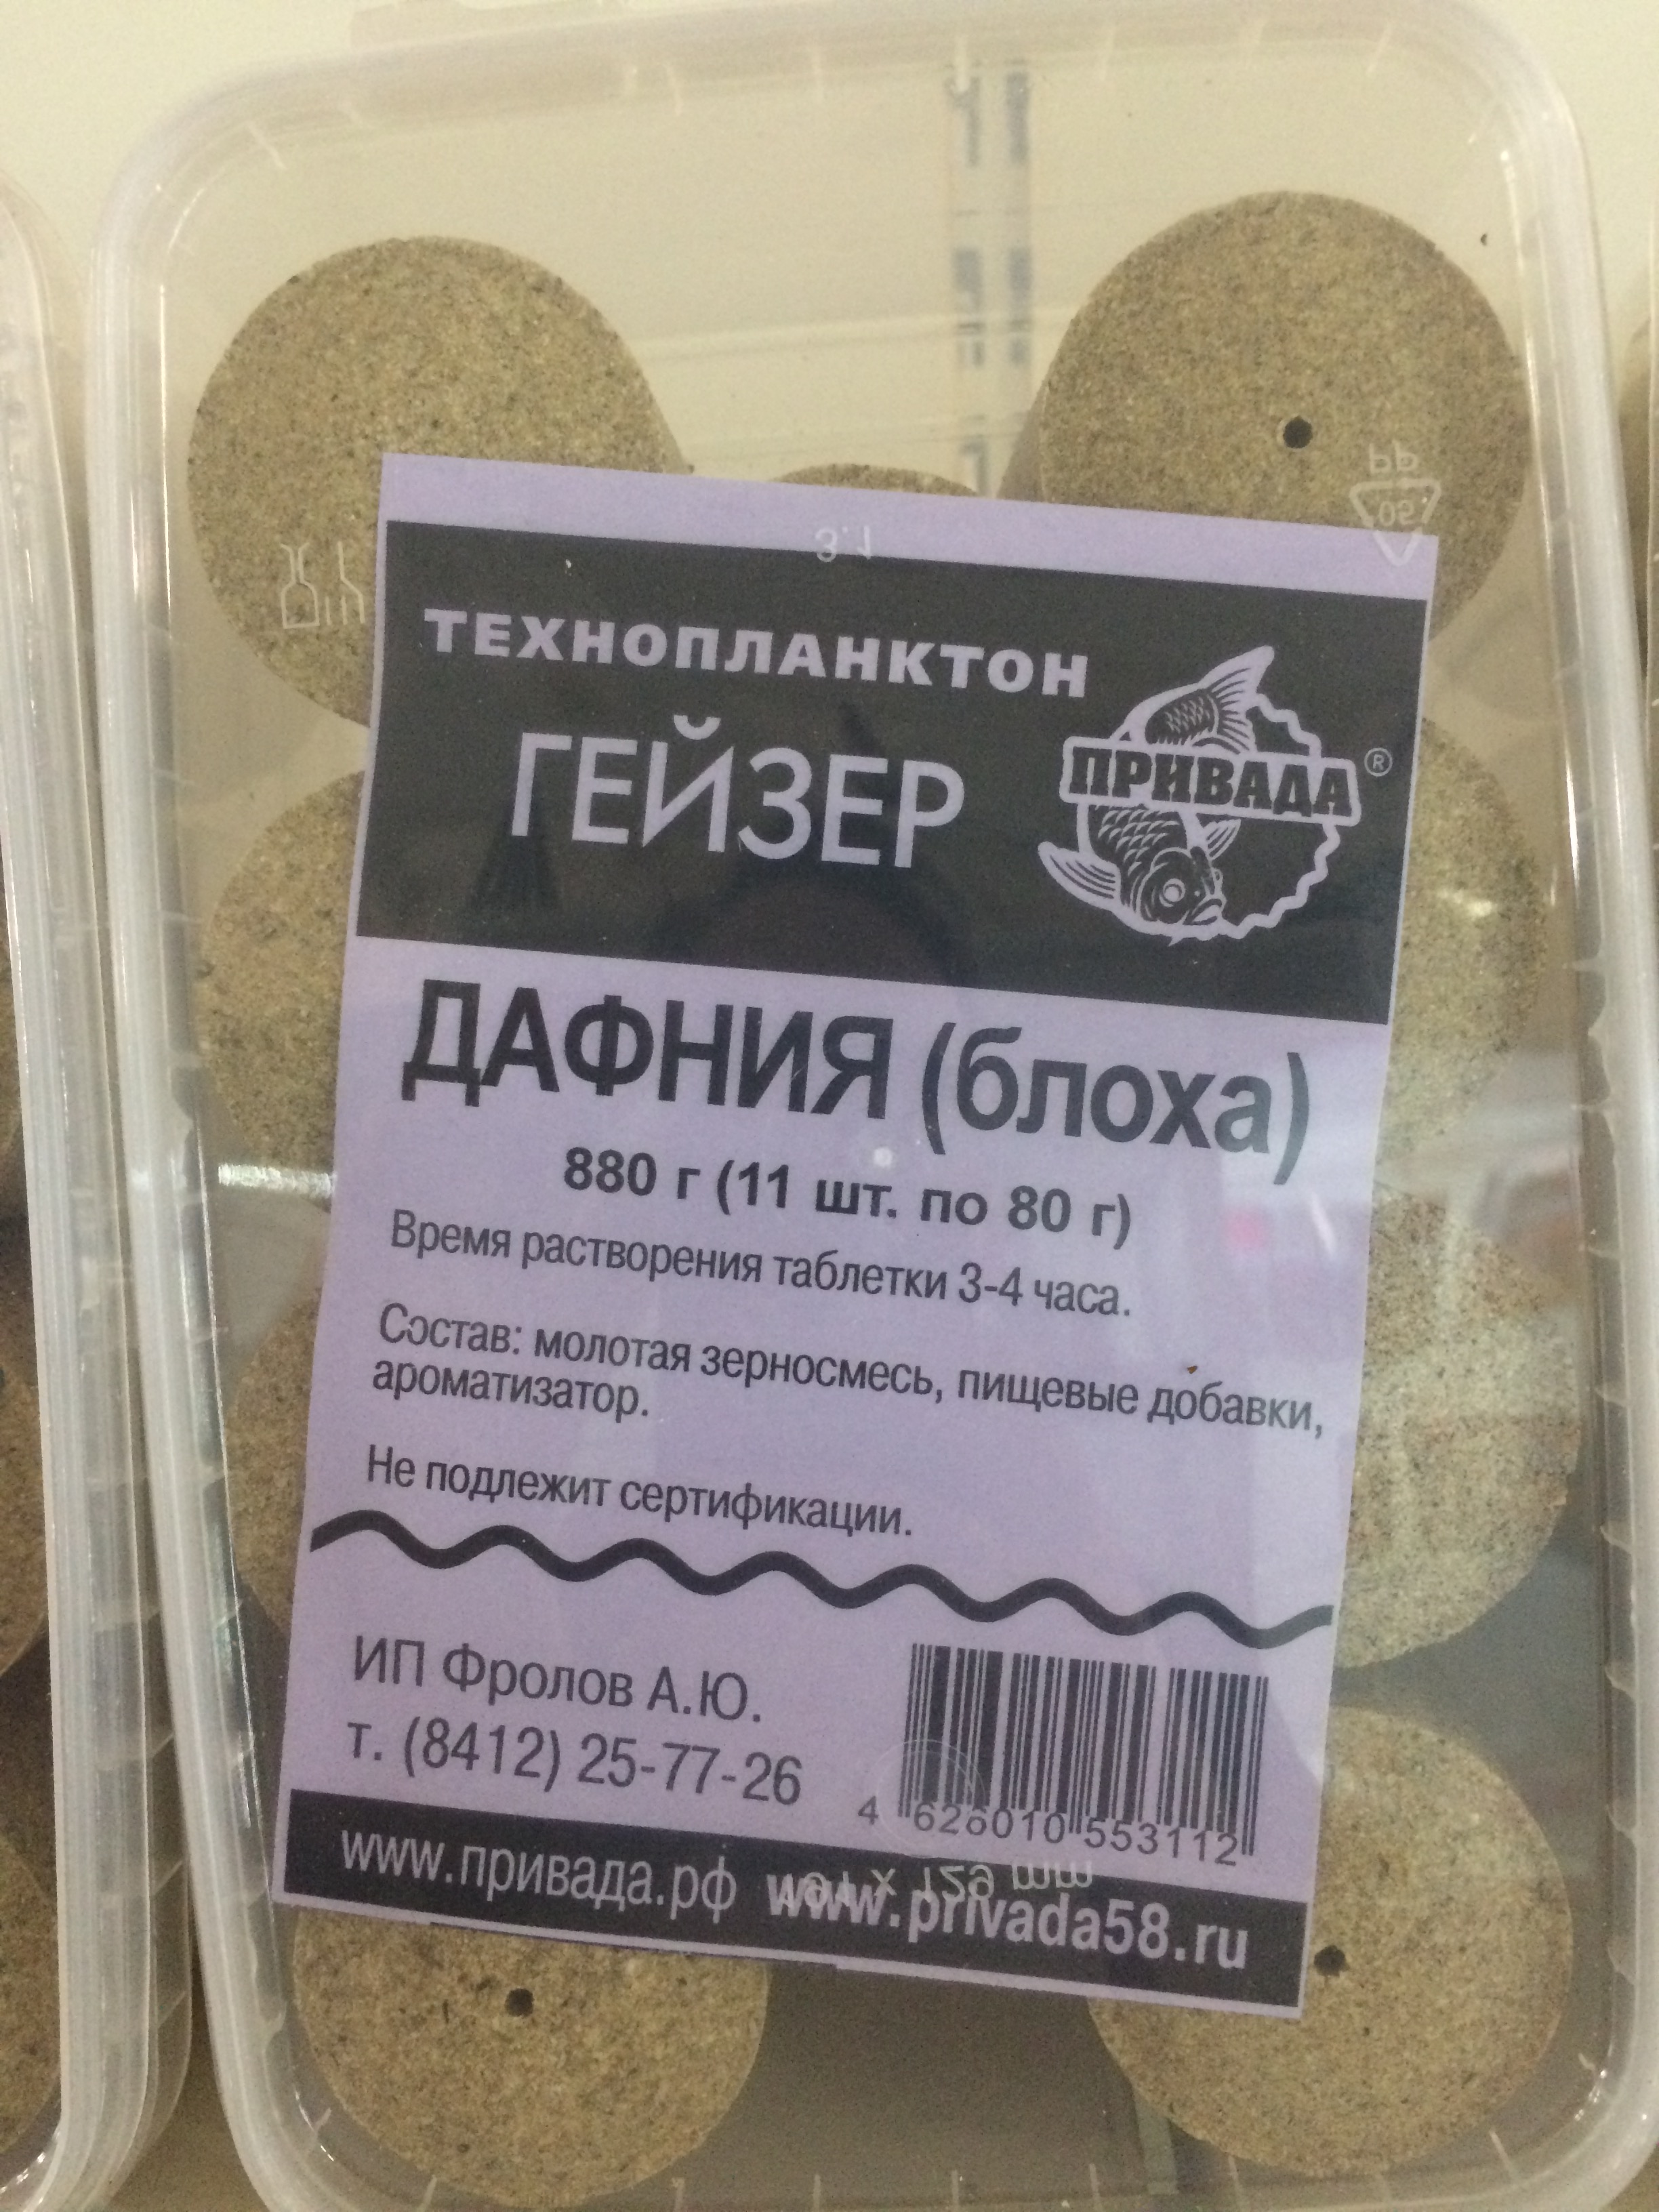 ТЕХНОПЛАНКТОН
ГЕЙЗЕР
ПРИВАДА ®
ДАФНИЯ (блоха)
880 г (11 шт. по 80 г)
Время растворения таблетки 3-4 часа.
Состав: молотая зерносмесь, пищевые добавки,
ароматизатор.
Не подлежит сертификации.
ИП Фролов А.Ю.
т. (8412) 25-77-26
4 626010 553112
www.привада.рф www.privada58.ru
PP
05